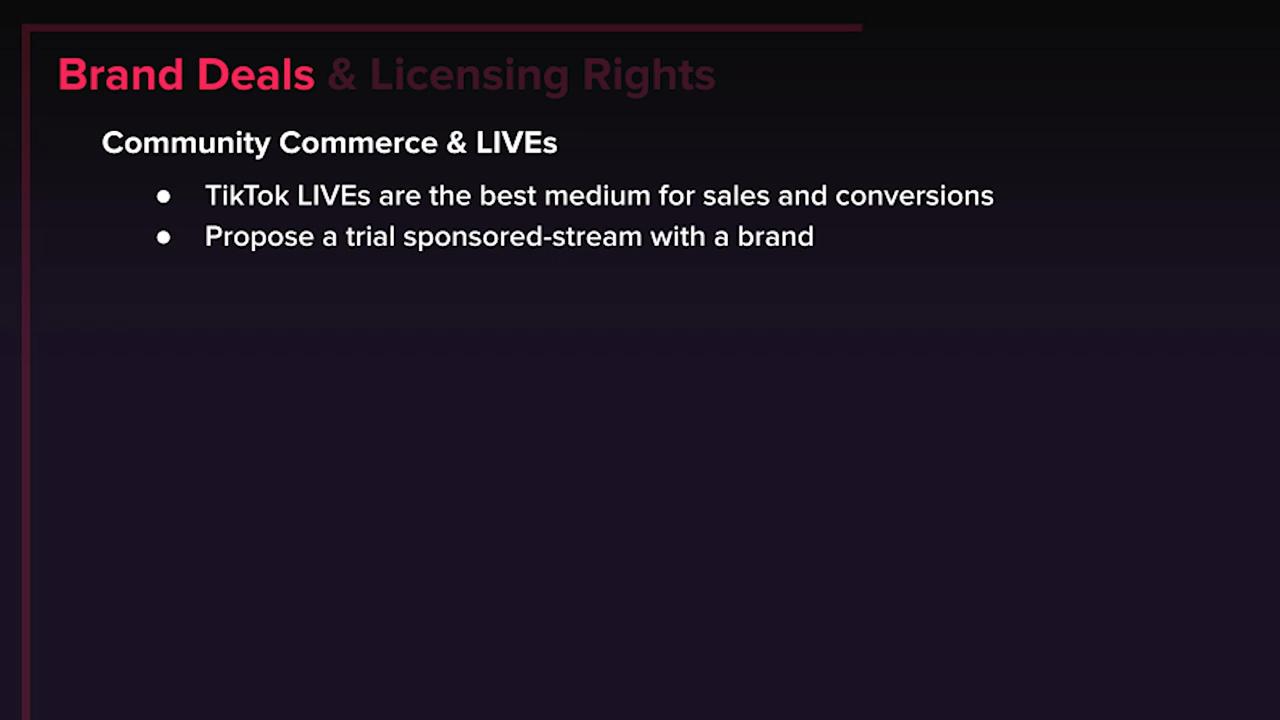 Brand Deals & Licensing Rights
Community Commerce & LIVEs
● TikTok LIVEs are the best medium for sales and conversions
● Propose a trial sponsored-stream with a brand